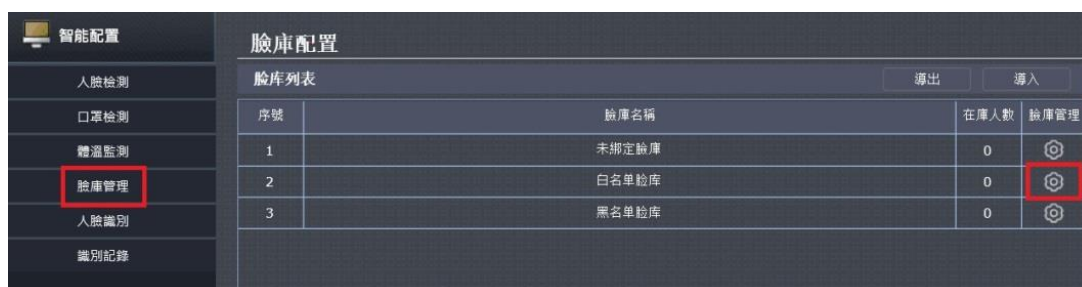 智能配置
人臉檢測
口罩檢測
體溫監測
臉庫管理
人臉識別
識別記錄
臉庫配置
脸库列表 導出 導入
序號 臉庫名稱 在庫人數 臉庫管理
1 未綁定臉庫 0
2 白名单脸库 0
3 黑名单脸库 0